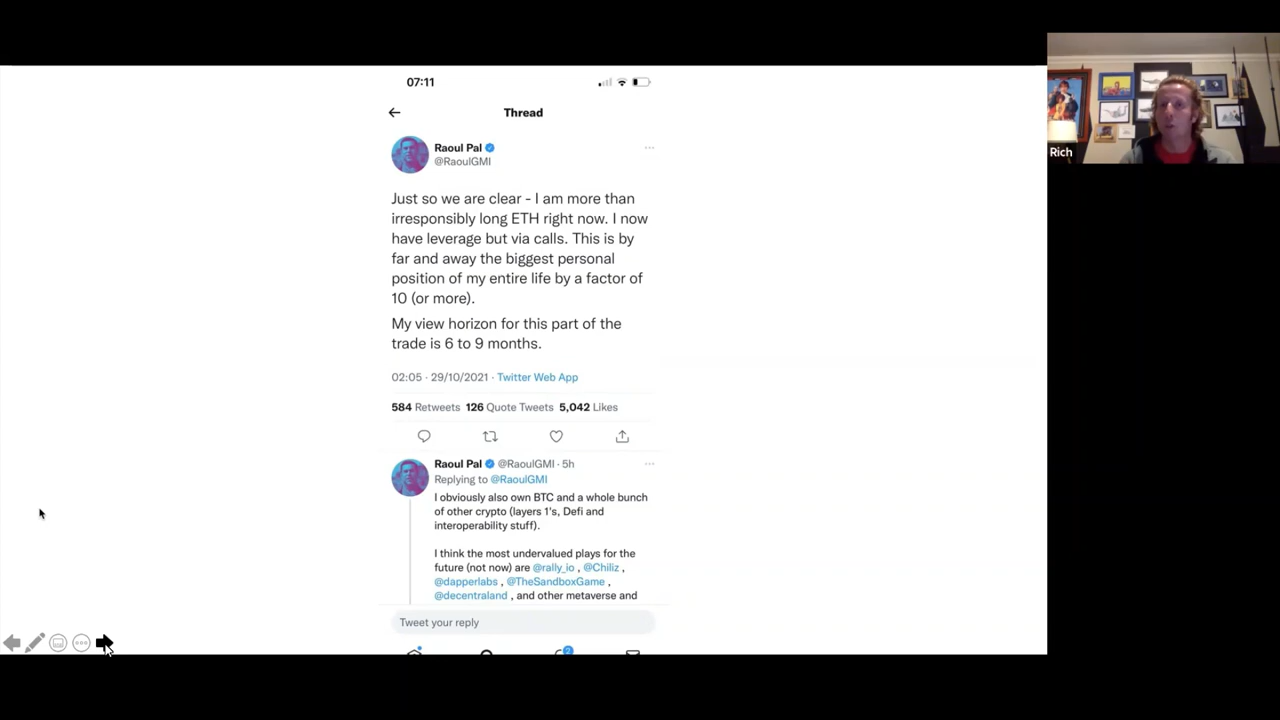 07:11
Thread
Raoul Pal
@RaoulGMI
Just so we are clear - I am more than
irresponsibly long ETH right now. I now
have leverage but via calls. This is by
far and away the biggest personal
position of my entire life by a factor of
10 (or more).
My view horizon for this part of the
trade is 6 to 9 months.
02:05 · 29/10/2021 · Twitter Web App
584 Retweets 126 Quote Tweets 5,042 Likes
Raoul Pal @RaoulGMI · 5h
Replying to @RaoulGMI
I obviously also own BTC and a whole bunch
of other crypto (layers 1's, Defi and
interoperability stuff).
I think the most undervalued plays for the
future (not now) are @rally_io , @Chiliz ,
@dapperlabs , @TheSandboxGame ,
@decentraland , and other metaverse and
Tweet your reply
2
Rich